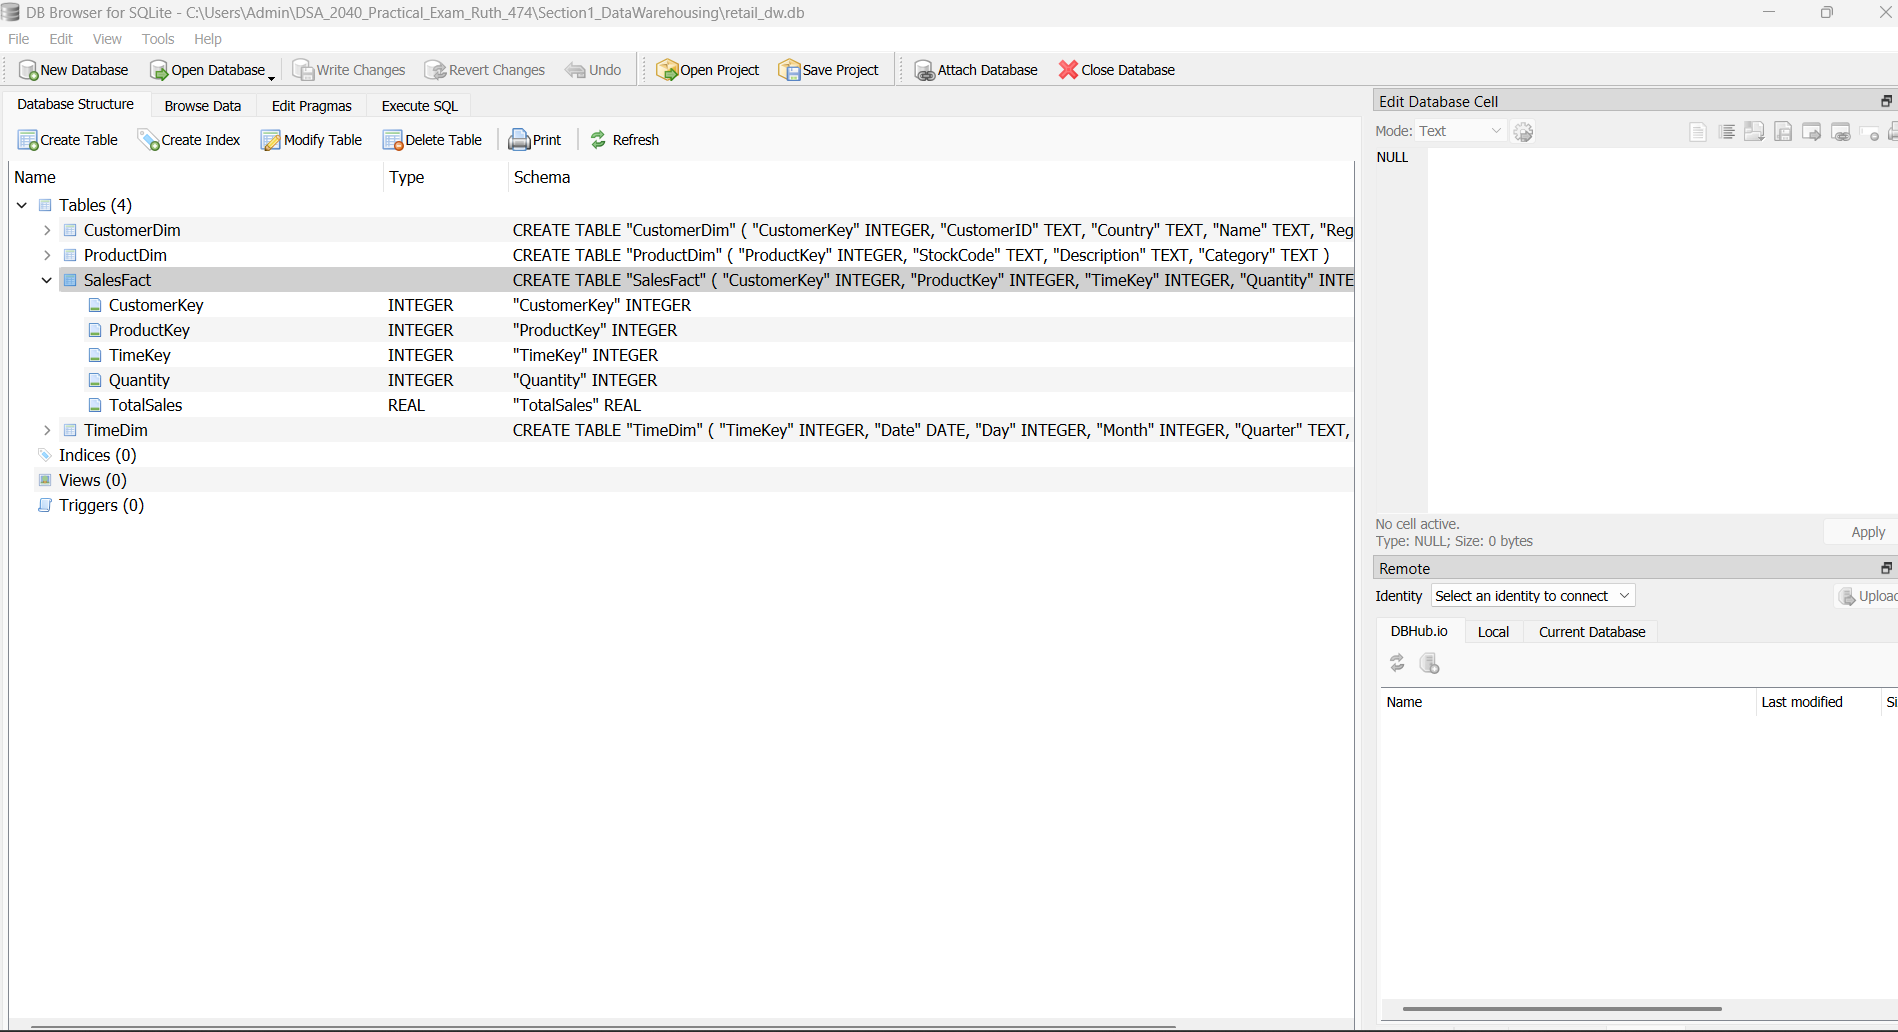 DB Browser for SQLite - C:\Users\Admin\DSA_2040_Practical_Exam_Ruth_474\Section1_DataWarehousing\retail_dw.db
File Edit View Tools Help
New Database Open Database Write Changes Revert Changes Undo Open Project Save Project Attach Database Close Database
Database Structure Browse Data Edit Pragmas Execute SQL
Create Table Create Index Modify Table Delete Table Print Refresh
Name Type Schema
Tables (4)
CustomerDim CREATE TABLE "CustomerDim" ( "CustomerKey" INTEGER, "CustomerID" TEXT, "Country" TEXT, "Name" TEXT, "Reg
ProductDim CREATE TABLE "ProductDim" ( "ProductKey" INTEGER, "StockCode" TEXT, "Description" TEXT, "Category" TEXT )
SalesFact CREATE TABLE "SalesFact" ( "CustomerKey" INTEGER, "ProductKey" INTEGER, "TimeKey" INTEGER, "Quantity" INTE
CustomerKey INTEGER "CustomerKey" INTEGER
ProductKey INTEGER "ProductKey" INTEGER
TimeKey INTEGER "TimeKey" INTEGER
Quantity INTEGER "Quantity" INTEGER
TotalSales REAL "TotalSales" REAL
TimeDim CREATE TABLE "TimeDim" ( "TimeKey" INTEGER, "Date" DATE, "Day" INTEGER, "Month" INTEGER, "Quarter" TEXT,
Indices (0)
Views (0)
Triggers (0)
Edit Database Cell
Mode: Text
NULL
No cell active.
Type: NULL; Size: 0 bytes
Apply
Remote
Identity Select an identity to connect Upload
DBHub.io Local Current Database
Name Last modified Si